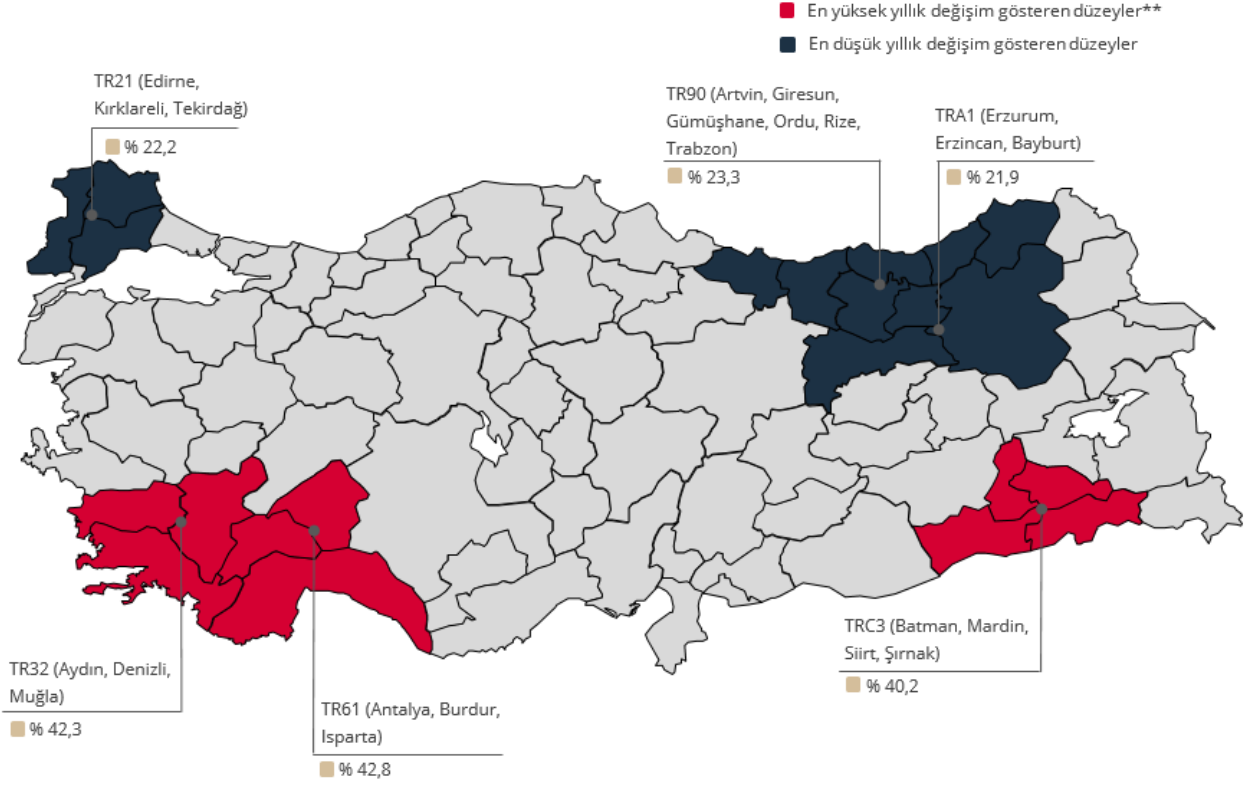 En yüksek yıllık değişim gösteren düzeyler**
En düşük yıllık değişim gösteren düzeyler
TR21 (Edirne,
Kırklareli, Tekirdağ)
% 22,2
TR90 (Artvin, Giresun,
Gümüşhane, Ordu, Rize,
Trabzon)
% 23,3
TRA1 (Erzurum,
Erzincan, Bayburt)
% 21,9
TR32 (Aydın, Denizli,
Muğla)
% 42,3
TR61 (Antalya, Burdur,
Isparta)
% 42,8
TRC3 (Batman, Mardin,
Siirt, Şırnak)
% 40,2